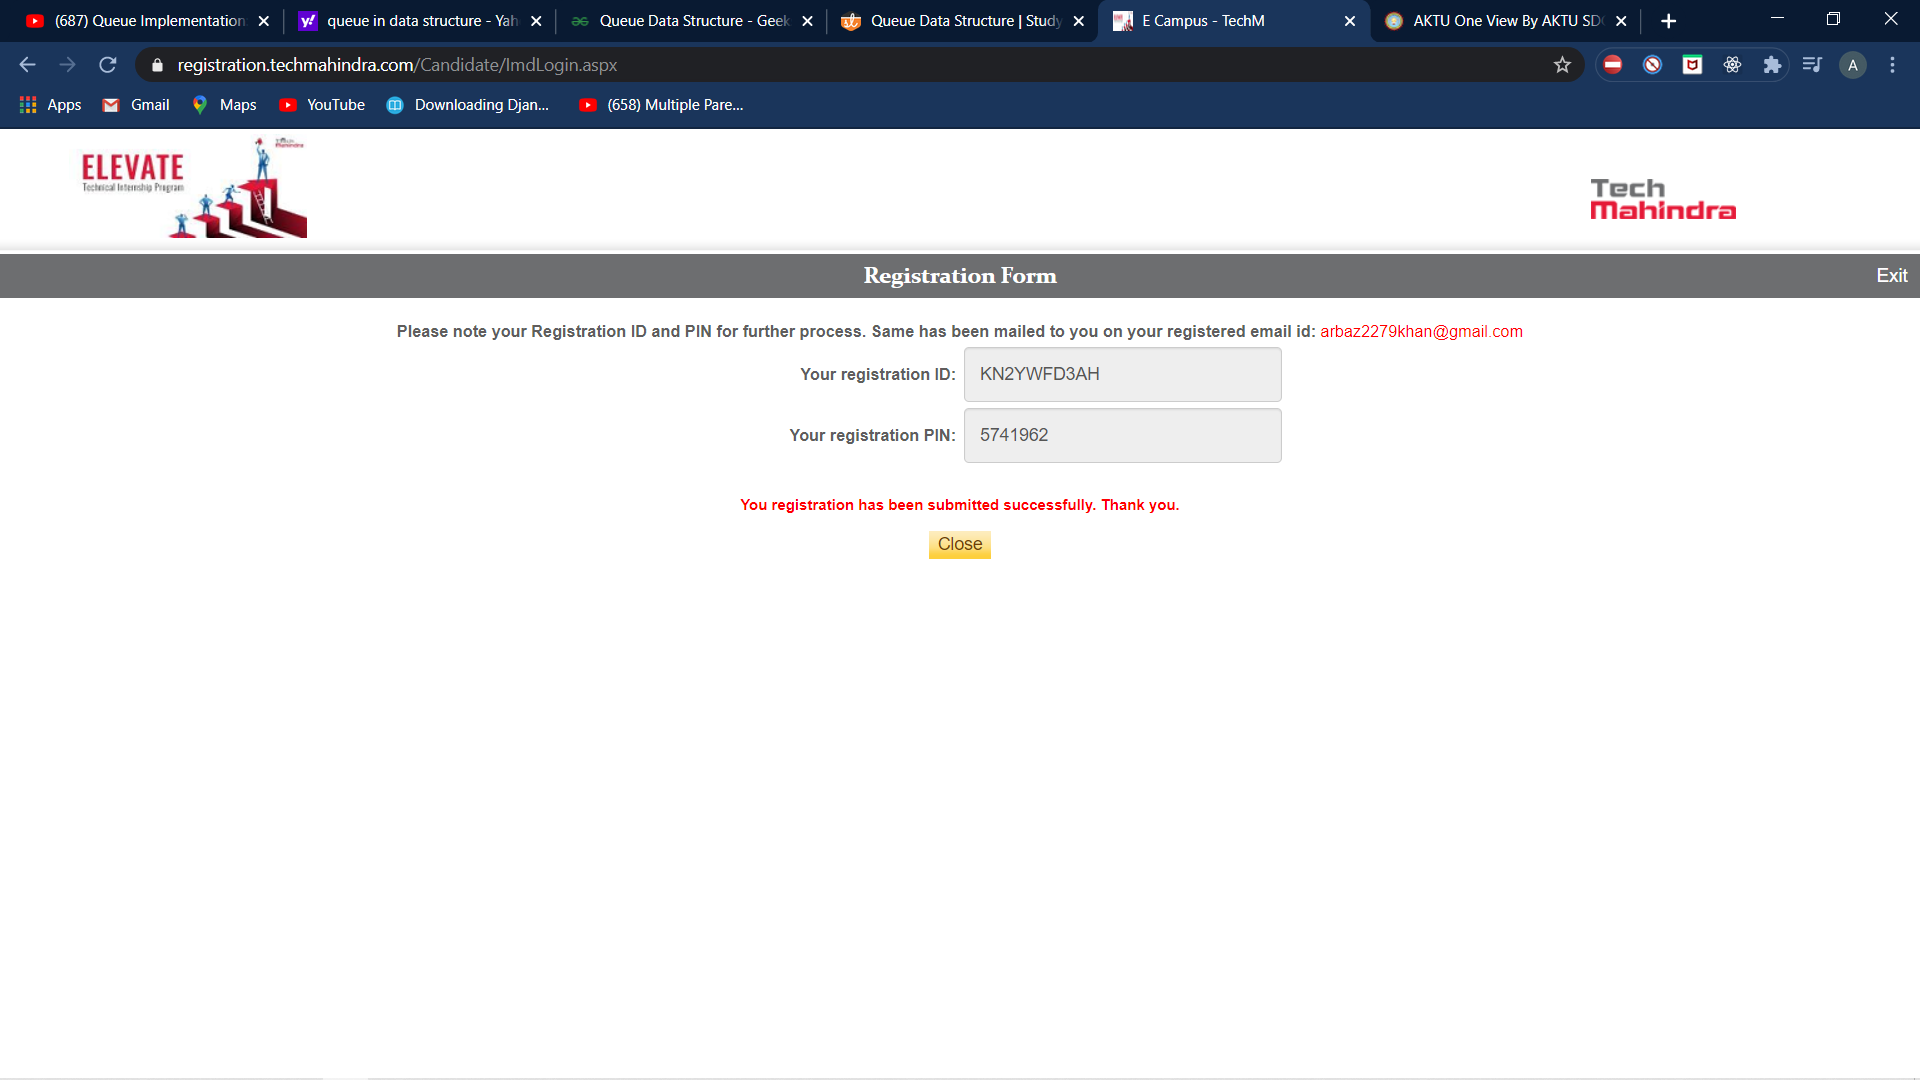 (687) Queue Implementation
queue in data structure - Yah
Queue Data Structure - Geek
Queue Data Structure | Study
E Campus - TechM
AKTU One View By AKTU SDC
registration.techmahindra.com/Candidate/ImdLogin.aspx
A
Apps
Gmail
Maps
YouTube
Downloading Djan...
(658) Multiple Pare...
ELEVATE
Technical Internship Program
Tech
Mahindra
Registration Form
Exit
Please note your Registration ID and PIN for further process. Same has been mailed to you on your registered email id: arbaz2279khan@gmail.com
Your registration ID: KN2YWFD3AH
Your registration PIN: 5741962
You registration has been submitted successfully. Thank you.
Close